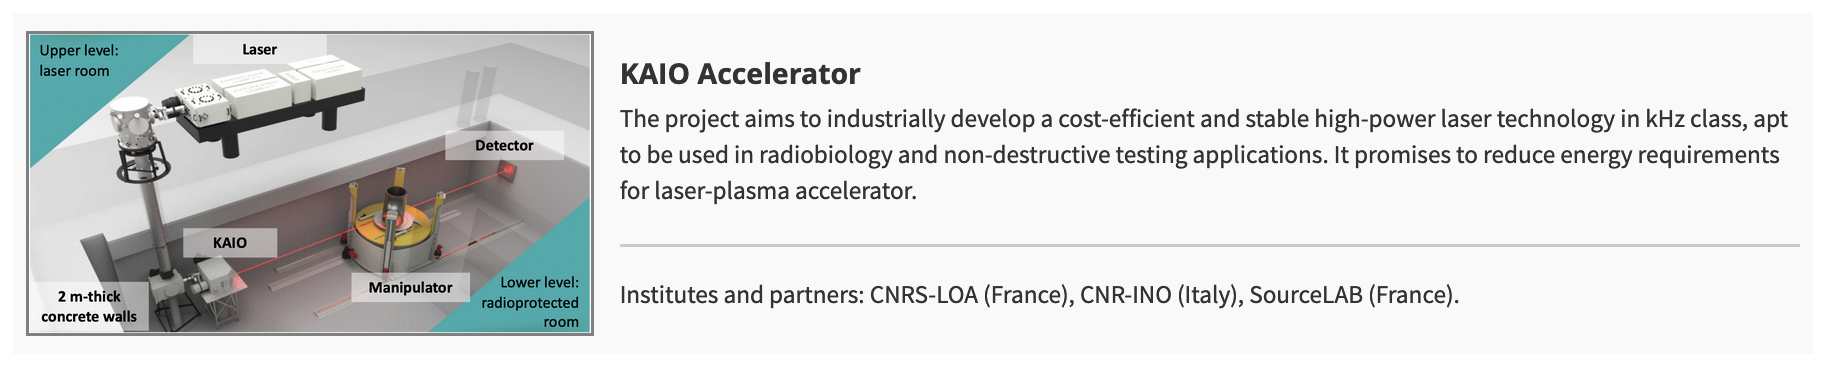 Upper level:
laser room
Laser
Detector
KAIO
Manipulator
2 m-thick
concrete walls
Lower level:
radioprotected
room
KAIO Accelerator
The project aims to industrially develop a cost-efficient and stable high-power laser technology in kHz class, apt
to be used in radiobiology and non-destructive testing applications. It promises to reduce energy requirements
for laser-plasma accelerator.
Institutes and partners: CNRS-LOA (France), CNR-INO (Italy), SourceLAB (France).